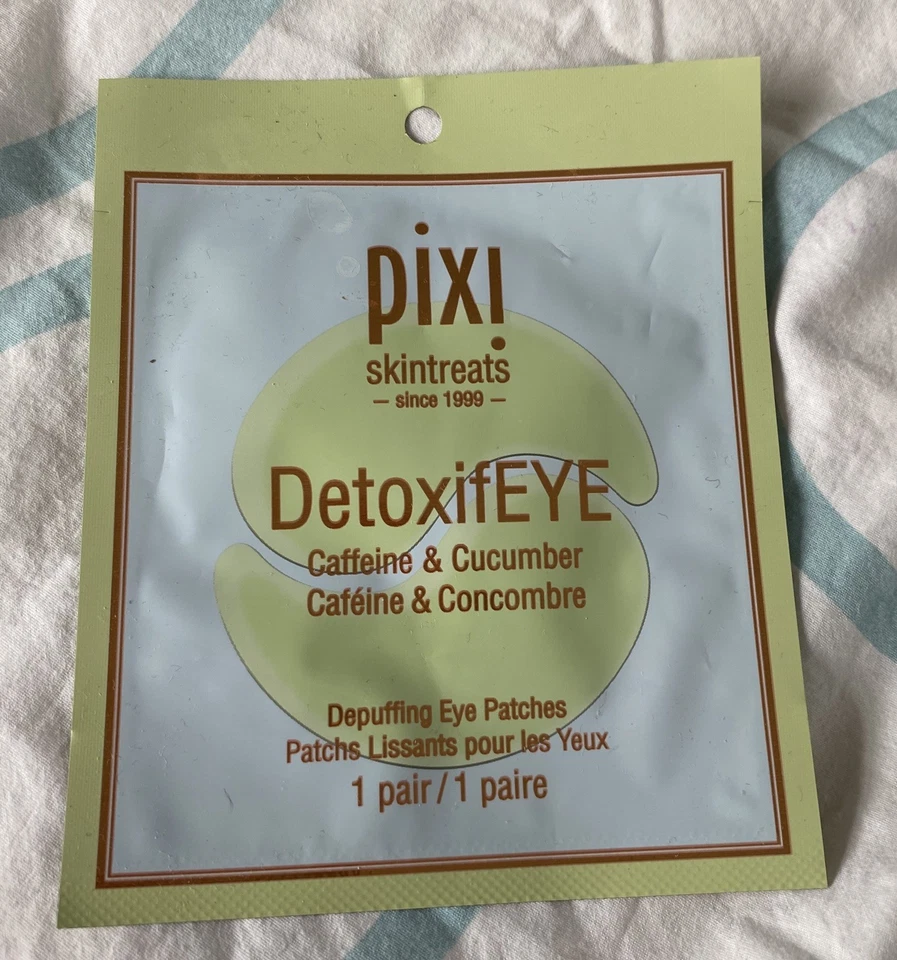 pixi
skintreats
— since 1999 —
DetoxifEYE
Caffeine & Cucumber
Caféine & Concombre
Depuffing Eye Patches
Patchs Lissants pour les Yeux
1 pair / 1 paire